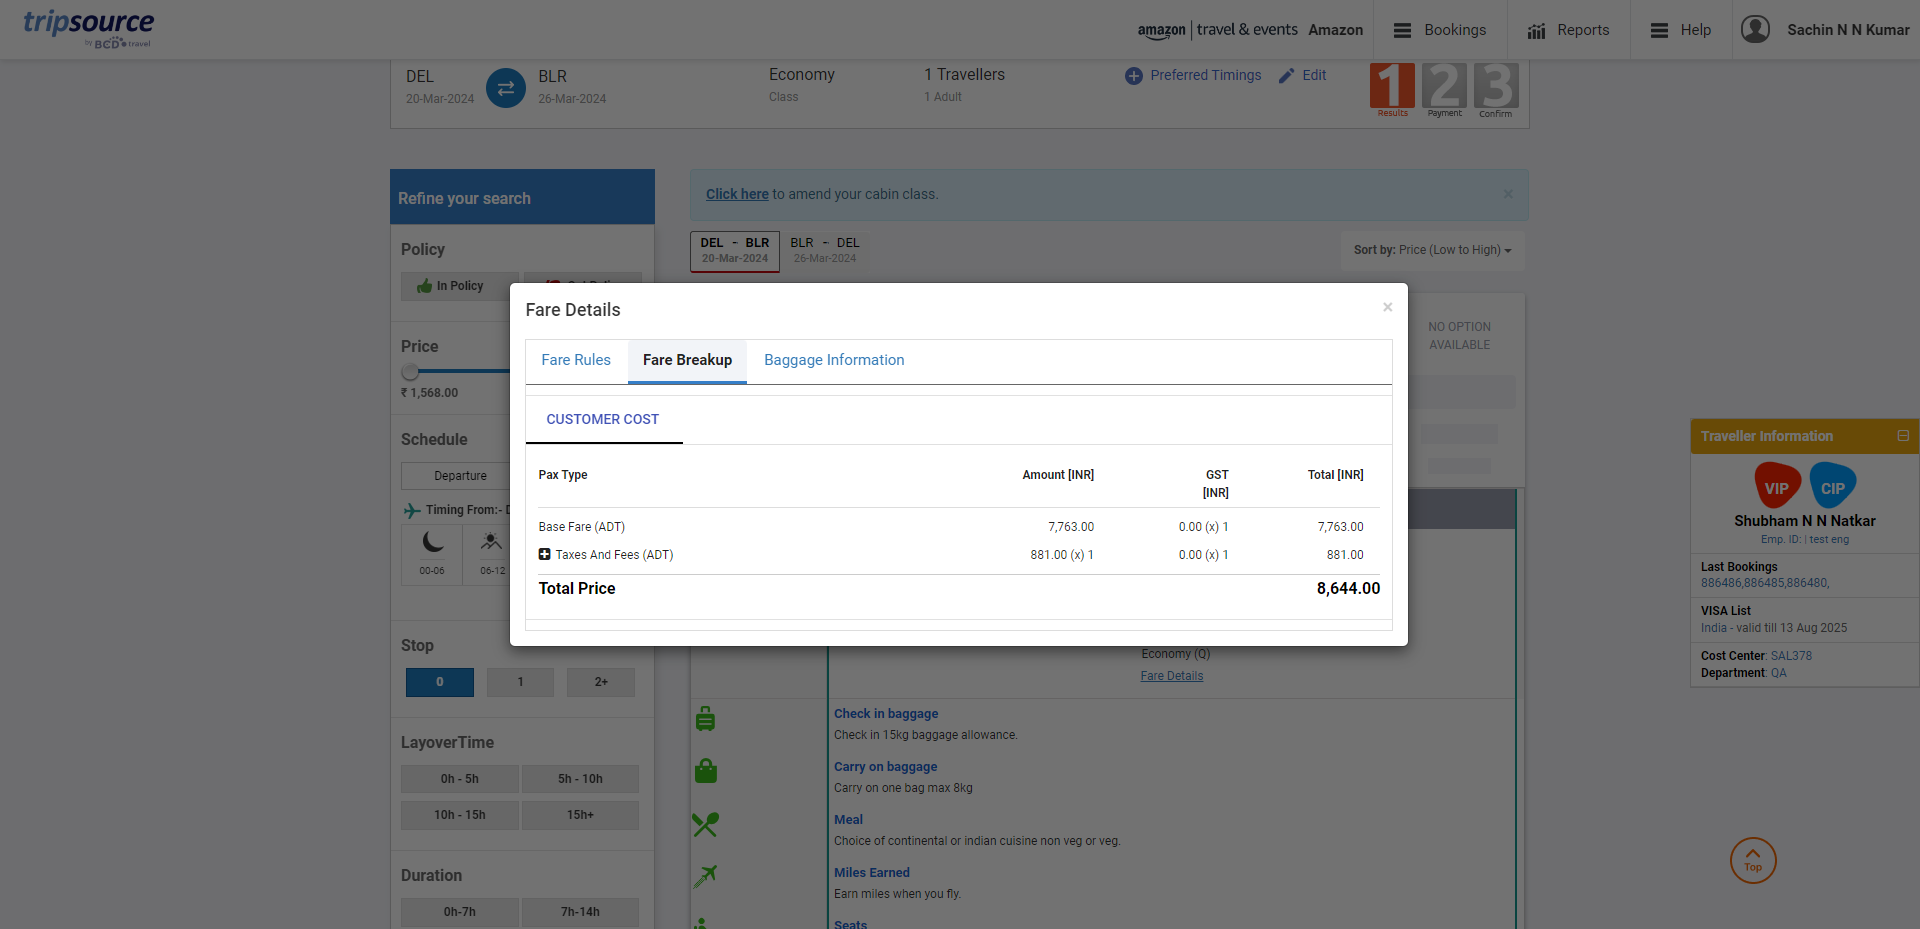 tripsource
by BCD travel
amazon | travel & events Amazon
Bookings
Reports
Help
Sachin N N Kumar
DEL
20-Mar-2024
BLR
26-Mar-2024
Economy
Class
1 Travellers
1 Adult
Preferred Timings
Edit
1 2 3
Results Payment Confirm
Refine your search
Policy
In Policy
Price
₹ 1,568.00
Schedule
Departure
Timing From:- D
00-06
06-12
Stop
0
1
2+
LayoverTime
0h - 5h
5h - 10h
10h - 15h
15h+
Duration
0h-7h
7h-14h
Click here to amend your cabin class.
×
DEL - BLR
20-Mar-2024
BLR - DEL
26-Mar-2024
Sort by: Price (Low to High)
NO OPTION
AVAILABLE
Fare Details
×
Fare Rules
Fare Breakup
Baggage Information
CUSTOMER COST
Pax Type Amount [INR] GST [INR] Total [INR]
Base Fare (ADT) 7,763.00 0.00 (x) 1 7,763.00
Taxes And Fees (ADT) 881.00 (x) 1 0.00 (x) 1 881.00
Total Price 8,644.00
Economy (Q)
Fare Details
Check in baggage
Check in 15kg baggage allowance.
Carry on baggage
Carry on one bag max 8kg
Meal
Choice of continental or indian cuisine non veg or veg.
Miles Earned
Earn miles when you fly.
Seats
Traveller Information
VIP
CIP
Shubham N N Natkar
Emp. ID: | test eng
Last Bookings
886486,886485,886480,
VISA List
India - valid till 13 Aug 2025
Cost Center: SAL378
Department: QA
Top